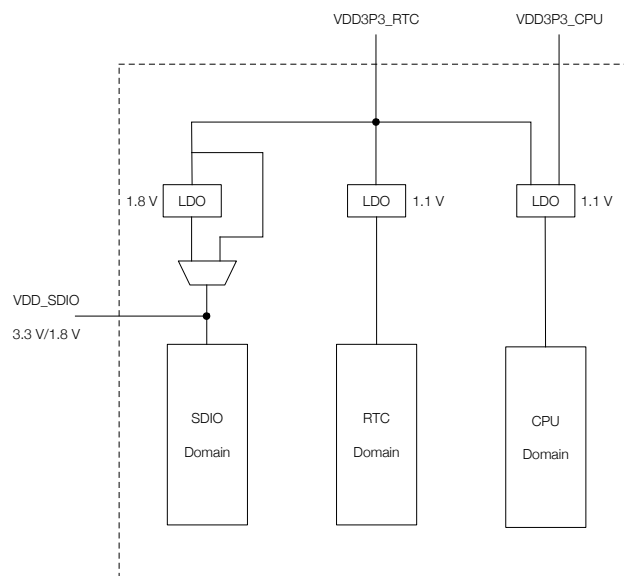 VDD3P3_RTC
VDD3P3_CPU
1.8 V
LDO
LDO
1.1 V
LDO
1.1 V
VDD_SDIO
3.3 V/1.8 V
SDIO
Domain
RTC
Domain
CPU
Domain